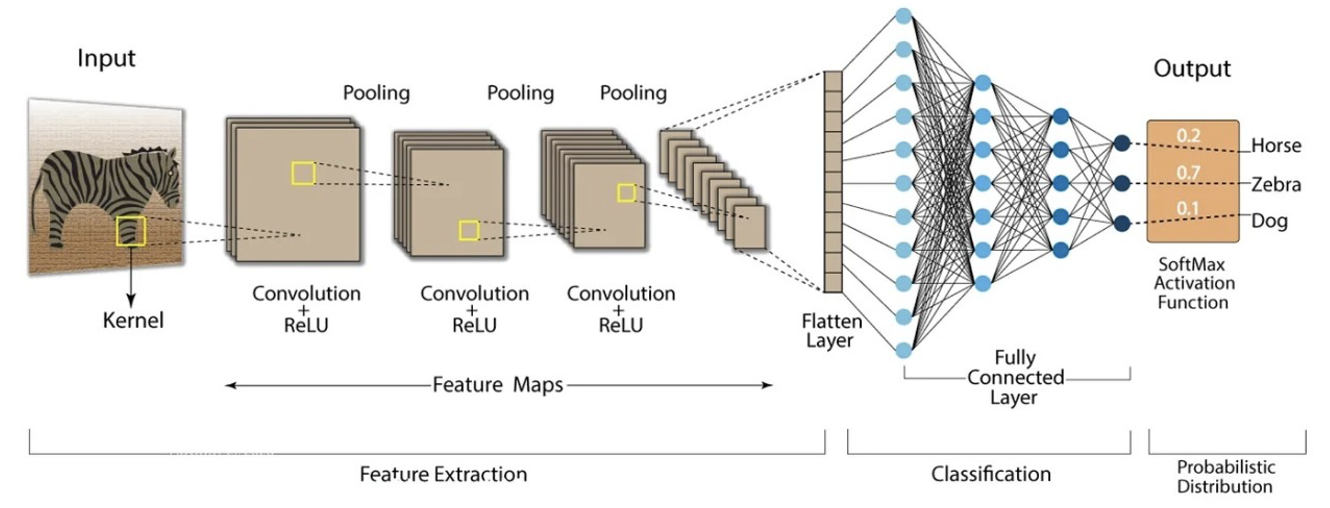 Input
Pooling
Pooling
Pooling
Output
0.2
Horse
0.7
Zebra
0.1
Dog
Kernel
Convolution
+
ReLU
Convolution
+
ReLU
Convolution
+
ReLU
Flatten
Layer
SoftMax
Activation
Function
Feature Maps
Fully
Connected
Layer
Feature Extraction
Classification
Probabilistic
Distribution